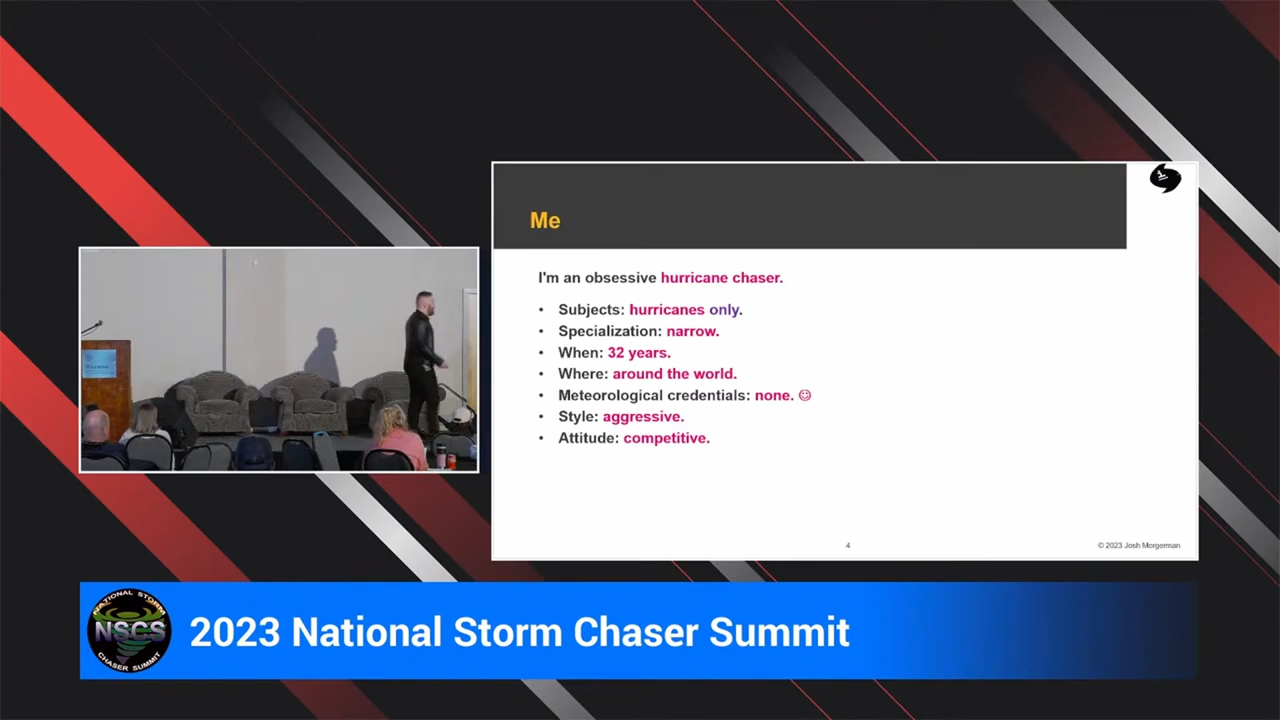 Me
I'm an obsessive hurricane chaser.
• Subjects: hurricanes only.
• Specialization: narrow.
• When: 32 years.
• Where: around the world.
• Meteorological credentials: none. ☺
• Style: aggressive.
• Attitude: competitive.
4
© 2023 Josh Morgerman
NATIONAL STORM
NSCS
CHASER SUMMIT
2023 National Storm Chaser Summit